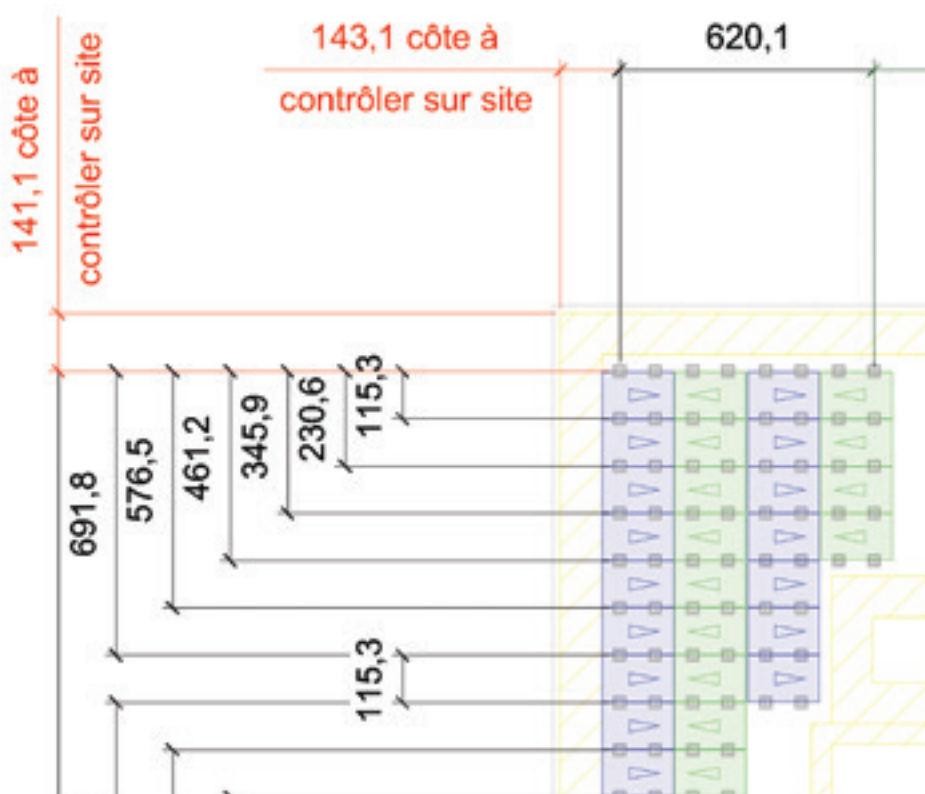 143,1 côte à
contrôler sur site
620,1
141,1 côte à
contrôler sur site
691,8
576,5
461,2
345,9
230,6
115,3
115,3